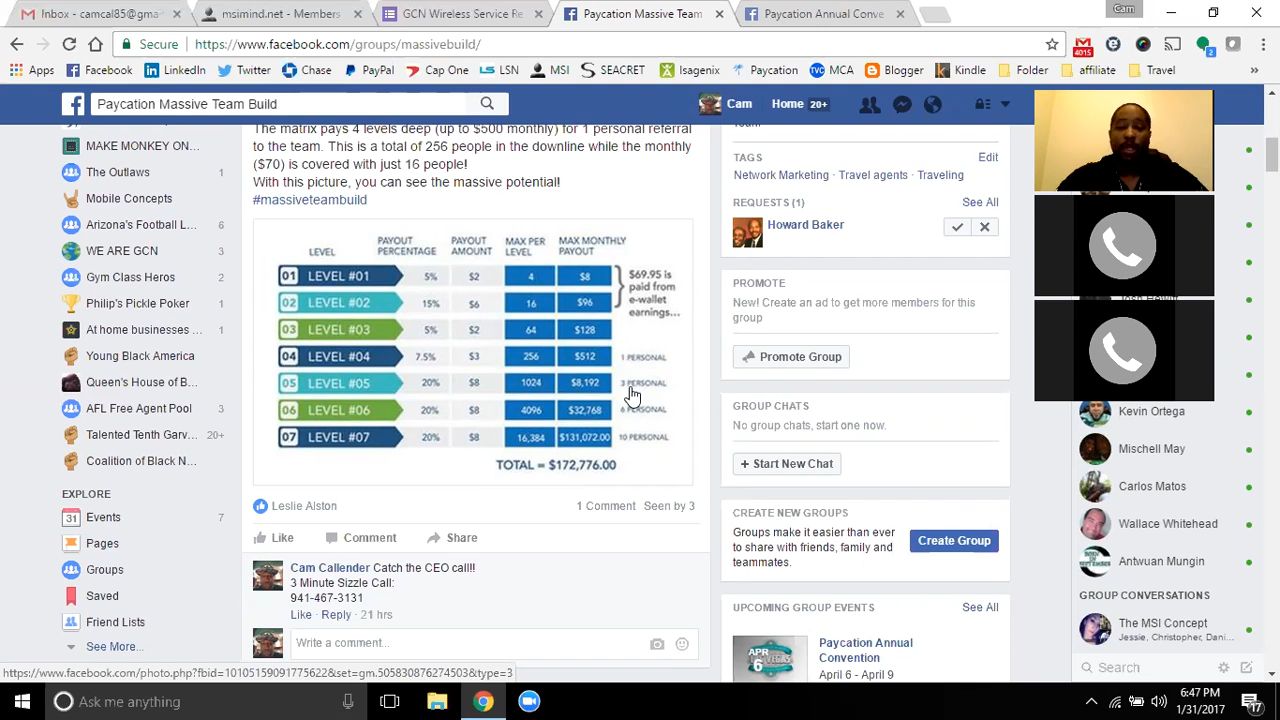 Inbox - camcal85@gma
msimind.net - Members
GCN Wireless Service Re
Paycation Massive Team
Paycation Annual Conve
Cam
Secure
https://www.facebook.com/groups/massivebuild/
4015
2
Apps
Facebook
LinkedIn
Twitter
Chase
PayPal
Cap One
LSN
MSI
SEACRET
Isagenix
Paycation
MCA
Blogger
Kindle
Folder
affiliate
Travel
Paycation Massive Team Build
Cam
Home 20+
MAKE MONKEY ON...
The Outlaws 1
Mobile Concepts
Arizona's Football L... 6
WE ARE GCN 2
Gym Class Heros 2
Philip's Pickle Porker 1
At home businesses ... 1
Young Black America
Queen's House of B...
AFL Free Agent Pool 3
Talented Tenth Garv... 20+
Coalition of Black N...
EXPLORE
Events 7
Pages
Groups
Saved
Friend Lists
See More...
The matrix pays 4 levels deep (up to $500 monthly) for 1 personal referral
to the team. This is a total of 256 people in the downline while the monthly
($70) is covered with just 16 people!
With this picture, you can see the massive potential!
#massiveteambuild
LEVEL
PAYOUT PERCENTAGE
PAYOUT AMOUNT
MAX PER LEVEL
MAX MONTHLY PAYOUT
01 LEVEL #01 5% $2 4 $8
02 LEVEL #02 15% $6 16 $96
03 LEVEL #03 5% $2 64 $128
04 LEVEL #04 7.5% $3 256 $512 1 PERSONAL
05 LEVEL #05 20% $8 1024 $8,192 3 PERSONAL
06 LEVEL #06 20% $8 4096 $32,768 6 PERSONAL
07 LEVEL #07 20% $8 16,384 $131,072.00 10 PERSONAL
$69.95 is
paid from
e-wallet
earnings...
TOTAL = $172,776.00
Leslie Alston
1 Comment Seen by 3
Like
Comment
Share
Cam Callender Catch the CEO call!!
3 Minute Sizzle Call:
941-467-3131
Like · Reply · 21 hrs
Write a comment...
TAGS
Edit
Network Marketing · Travel agents · Traveling
REQUESTS (1)
See All
Howard Baker
PROMOTE
New! Create an ad to get more members for this
group
Promote Group
GROUP CHATS
No group chats, start one now.
+ Start New Chat
CREATE NEW GROUPS
Groups make it easier than ever
to share with friends, family and
teammates.
Create Group
UPCOMING GROUP EVENTS
See All
APR
6
Paycation Annual
Convention
April 6 - April 9
Kevin Ortega
Mischell May
Carlos Matos
Wallace Whitehead
Antwuan Mungin
GROUP CONVERSATIONS
The MSI Concept
Jessie, Christopher, Dani...
Search
https://www.facebook.com/photo.php?fbid=10105159091775622&set=gm.505830876274503&type=3
Ask me anything
6:47 PM
1/31/2017
17